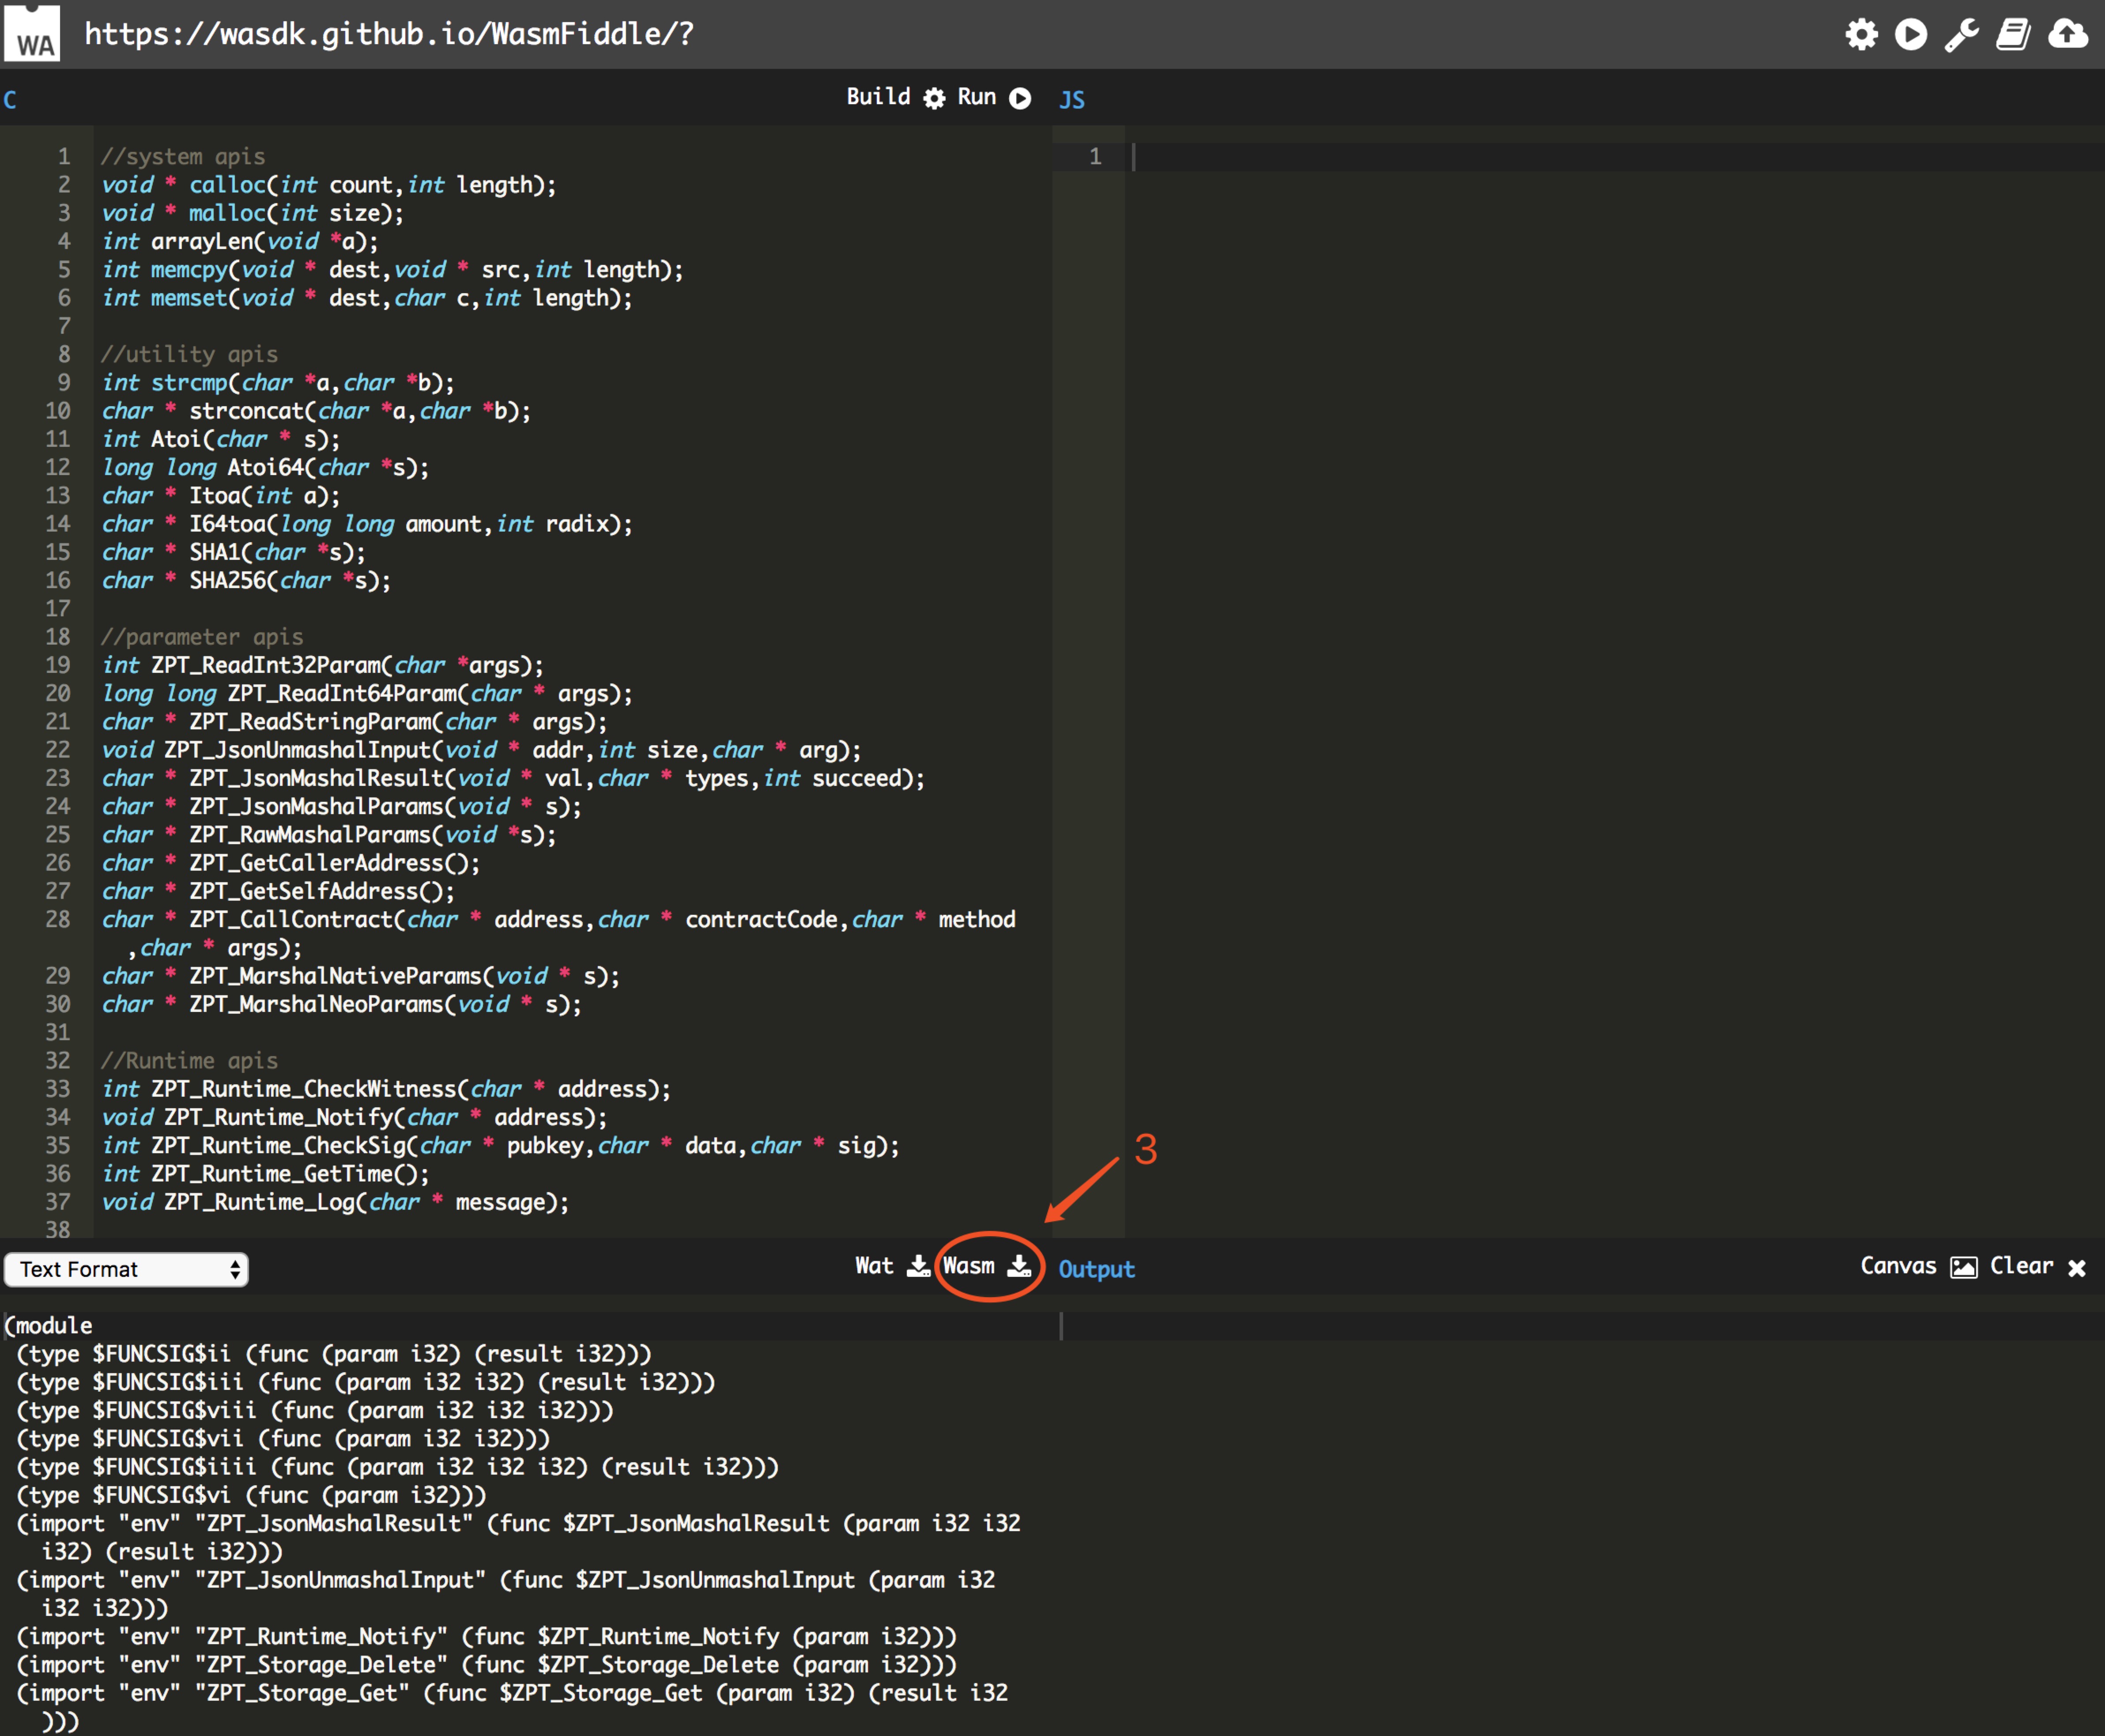 WA https://wasdk.github.io/WasmFiddle/?
C Build Run JS
1 //system apis
2 void * calloc(int count,int length);
3 void * malloc(int size);
4 int arrayLen(void *a);
5 int memcpy(void * dest,void * src,int length);
6 int memset(void * dest,char c,int length);
7
8 //utility apis
9 int strcmp(char *a,char *b);
10 char * strconcat(char *a,char *b);
11 int Atoi(char * s);
12 long long Atoi64(char *s);
13 char * Itoa(int a);
14 char * I64toa(long long amount,int radix);
15 char * SHA1(char *s);
16 char * SHA256(char *s);
17
18 //parameter apis
19 int ZPT_ReadInt32Param(char *args);
20 long long ZPT_ReadInt64Param(char * args);
21 char * ZPT_ReadStringParam(char * args);
22 void ZPT_JsonUnmashalInput(void * addr,int size,char * arg);
23 char * ZPT_JsonMashalResult(void * val,char * types,int succeed);
24 char * ZPT_JsonMashalParams(void * s);
25 char * ZPT_RawMashalParams(void *s);
26 char * ZPT_GetCallerAddress();
27 char * ZPT_GetSelfAddress();
28 char * ZPT_CallContract(char * address,char * contractCode,char * method
,char * args);
29 char * ZPT_MarshalNativeParams(void * s);
30 char * ZPT_MarshalNeoParams(void * s);
31
32 //Runtime apis
33 int ZPT_Runtime_CheckWitness(char * address);
34 void ZPT_Runtime_Notify(char * address);
35 int ZPT_Runtime_CheckSig(char * pubkey,char * data,char * sig);
36 int ZPT_Runtime_GetTime();
37 void ZPT_Runtime_Log(char * message);
38
1
3
Text Format Wat Wasm Output Canvas Clear
(module
(type $FUNCSIG$ii (func (param i32) (result i32)))
(type $FUNCSIG$iii (func (param i32 i32) (result i32)))
(type $FUNCSIG$viii (func (param i32 i32 i32)))
(type $FUNCSIG$vii (func (param i32 i32)))
(type $FUNCSIG$iiii (func (param i32 i32 i32) (result i32)))
(type $FUNCSIG$vi (func (param i32)))
(import "env" "ZPT_JsonMashalResult" (func $ZPT_JsonMashalResult (param i32 i32
i32) (result i32)))
(import "env" "ZPT_JsonUnmashalInput" (func $ZPT_JsonUnmashalInput (param i32
i32 i32)))
(import "env" "ZPT_Runtime_Notify" (func $ZPT_Runtime_Notify (param i32)))
(import "env" "ZPT_Storage_Delete" (func $ZPT_Storage_Delete (param i32)))
(import "env" "ZPT_Storage_Get" (func $ZPT_Storage_Get (param i32) (result i32
)))